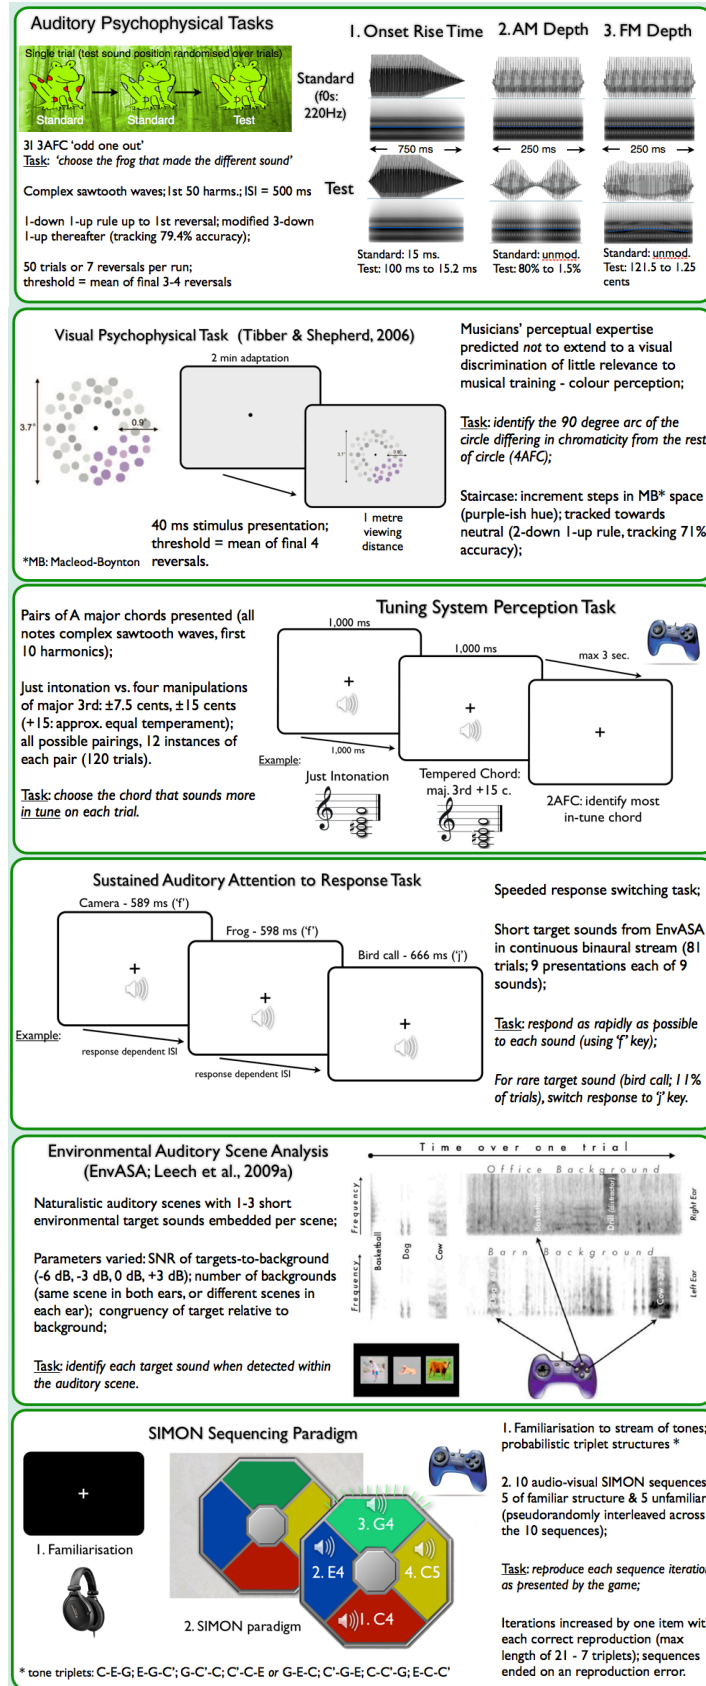 Auditory Psychophysical Tasks
Single trial (test sound position randomised over trials)
Standard
Standard
Test
3I 3AFC 'odd one out'
Task: 'choose the frog that made the different sound'
Complex sawtooth waves; 1st 50 harms.; ISI = 500 ms
1-down 1-up rule up to 1st reversal; modified 3-down
1-up thereafter (tracking 79.4% accuracy);
50 trials or 7 reversals per run;
threshold = mean of final 3-4 reversals
1. Onset Rise Time
2. AM Depth
3. FM Depth
Standard
(f0s:
220Hz)
750 ms
250 ms
250 ms
Test
Standard: 15 ms.
Test: 100 ms to 15.2 ms
Standard: unmod.
Test: 80% to 1.5%
Standard: unmod.
Test: 121.5 to 1.25
cents
Visual Psychophysical Task (Tibber & Shepherd, 2006)
2 min adaptation
3.7°
0.9°
3.1°
0.90°
40 ms stimulus presentation;
threshold = mean of final 4
reversals.
1 metre
viewing
distance
*MB: Macleod-Boynton
Musicians' perceptual expertise
predicted not to extend to a visual
discrimination of little relevance to
musical training - colour perception;
Task: identify the 90 degree arc of the
circle differing in chromaticity from the rest
of circle (4AFC);
Staircase: increment steps in MB* space
(purple-ish hue); tracked towards
neutral (2-down 1-up rule, tracking 71%
accuracy);
Tuning System Perception Task
Pairs of A major chords presented (all
notes complex sawtooth waves, first
10 harmonics);
Just intonation vs. four manipulations
of major 3rd: ±7.5 cents, ±15 cents
(+15: approx. equal temperament);
all possible pairings, 12 instances of
each pair (120 trials).
Task: choose the chord that sounds more
in tune on each trial.
1,000 ms
1,000 ms
max 3 sec.
1,000 ms
Example:
Just Intonation
Tempered Chord:
maj. 3rd +15 c.
2AFC: identify most
in-tune chord
Sustained Auditory Attention to Response Task
Camera - 589 ms ('f')
Frog - 598 ms ('f')
Bird call - 666 ms ('j')
Example:
response dependent ISI
response dependent ISI
Speeded response switching task;
Short target sounds from EnvASA
in continuous binaural stream (81
trials; 9 presentations each of 9
sounds);
Task: respond as rapidly as possible
to each sound (using 'f' key);
For rare target sound (bird call; 11%
of trials), switch response to 'j' key.
Environmental Auditory Scene Analysis
(EnvASA; Leech et al., 2009a)
Naturalistic auditory scenes with 1-3 short
environmental target sounds embedded per scene;
Parameters varied: SNR of targets-to-background
(-6 dB, -3 dB, 0 dB, +3 dB); number of backgrounds
(same scene in both ears, or different scenes in
each ear); congruency of target relative to
background;
Task: identify each target sound when detected within
the auditory scene.
Time over one trial
Office Background
Frequency
Basketball
Dog
Cow
Drill (distractor)
Right Ear
Barn Background
Frequency
Left Ear
SIMON Sequencing Paradigm
1. Familiarisation
2. SIMON paradigm
3. G4
2. E4
4. C5
1. C4
1. Familiarisation to stream of tones;
probabilistic triplet structures *
2. 10 audio-visual SIMON sequences
5 of familiar structure & 5 unfamiliar
(pseudorandomly interleaved across
the 10 sequences);
Task: reproduce each sequence iteration
as presented by the game;
Iterations increased by one item with
each correct reproduction (max
length of 21 - 7 triplets); sequences
ended on an reproduction error.
* tone triplets: C-E-G; E-G-C'; G-C'-C; C'-C-E or G-E-C; C'-G-E; C-C'-G; E-C-C'